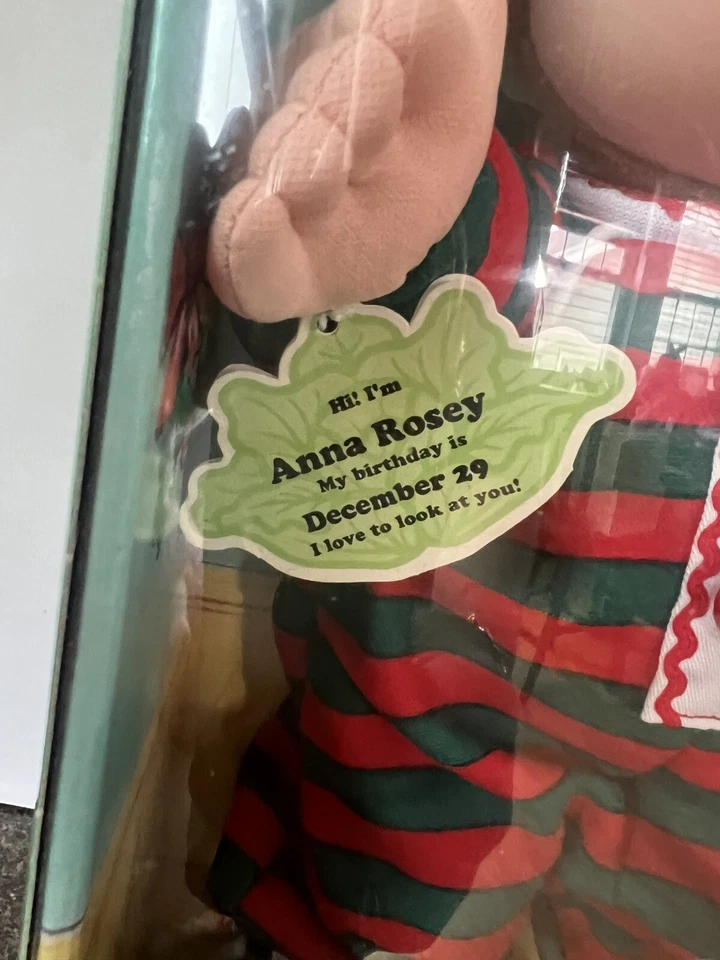 Hi! I'm
Anna Rosey
My birthday is
December 29
I love to look at you!